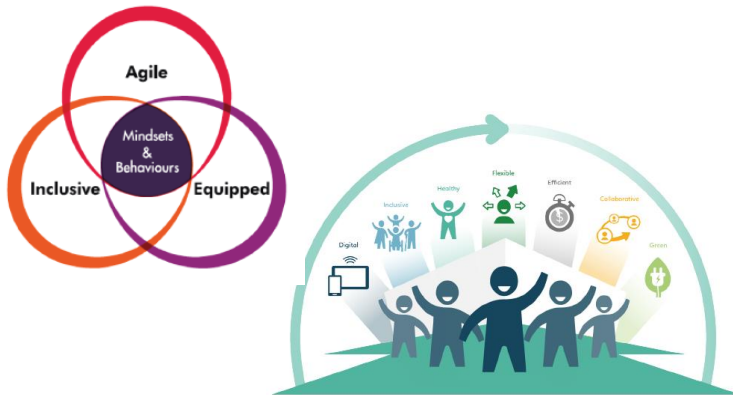 Agile
Mindsets
&
Behaviours
Inclusive
Equipped
Digital
Inclusive
Healthy
Flexible
Efficient
Collaborative
Green